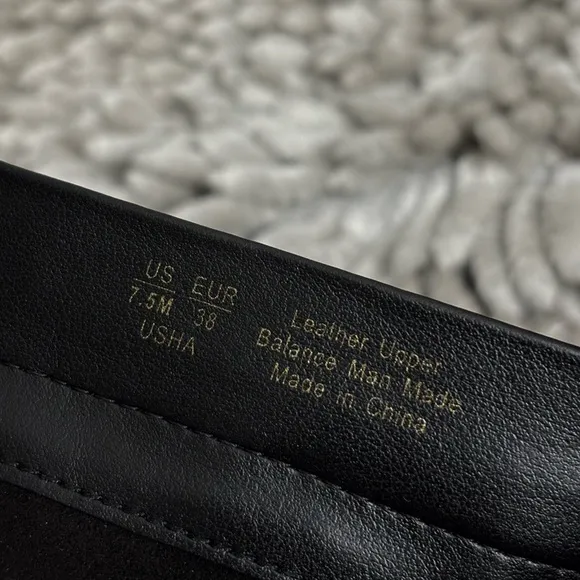 US EUR
7.5M 38
USHA
Leather Upper
Balance Man Made
Made in China